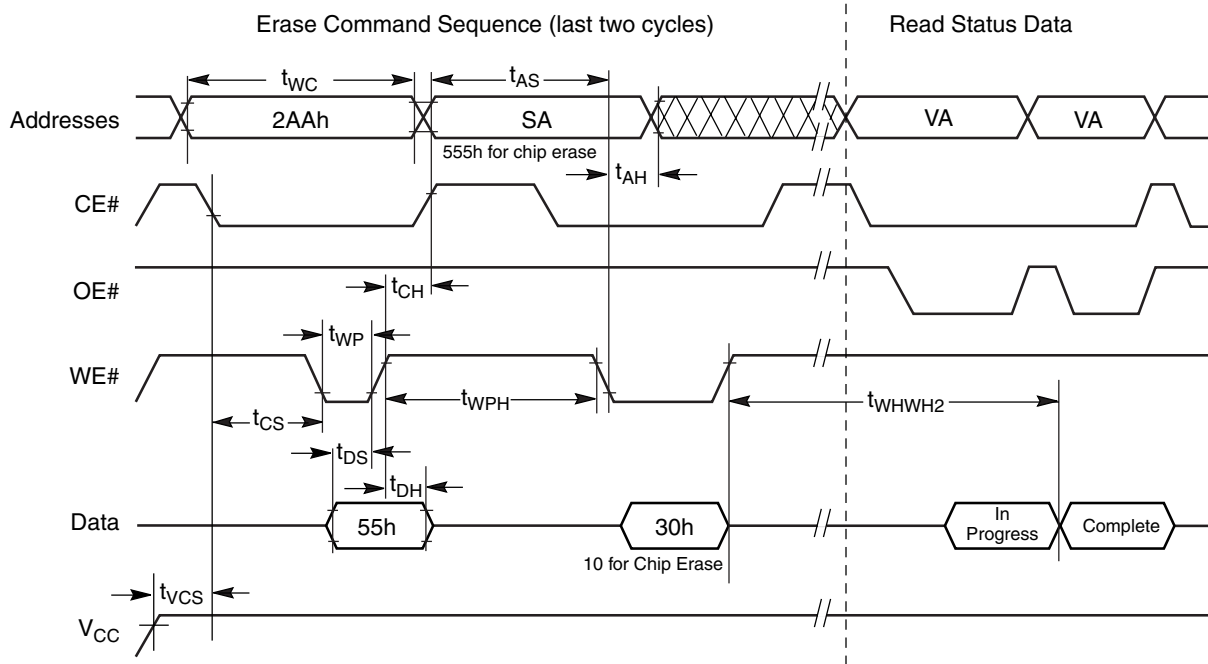 Erase Command Sequence (last two cycles)
Read Status Data
tWC
tAS
Addresses
2AAh
SA
VA
VA
555h for chip erase
tAH
CE#
OE#
tCH
tWP
WE#
tWPH
tWHWH2
tCS
tDS
tDH
Data
55h
30h
In
Progress
Complete
10 for Chip Erase
tVCS
VCC